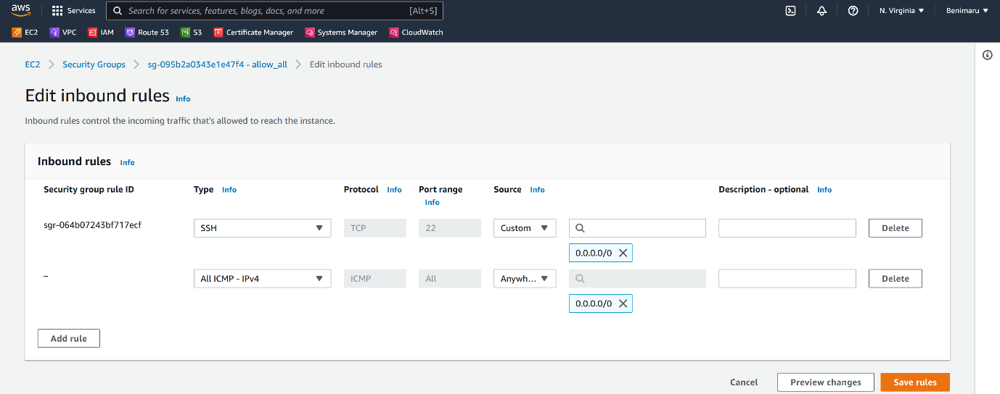 aws Services Search for services, features, blogs, docs, and more [Alt+S] N. Virginia Benimaru
EC2 VPC IAM Route 53 S3 Certificate Manager Systems Manager CloudWatch
EC2 Security Groups sg-095b2a0343e1e47f4 - allow_all Edit inbound rules
Edit inbound rules Info
Inbound rules control the incoming traffic that's allowed to reach the instance.
Inbound rules Info
Security group rule ID Type Info Protocol Info Port range Source Info Description - optional Info
Info
sgr-064b07243bf717ecf SSH TCP 22 Custom Delete
0.0.0.0/0
– All ICMP - IPv4 ICMP All Anywh... Delete
0.0.0.0/0
Add rule
Cancel Preview changes Save rules